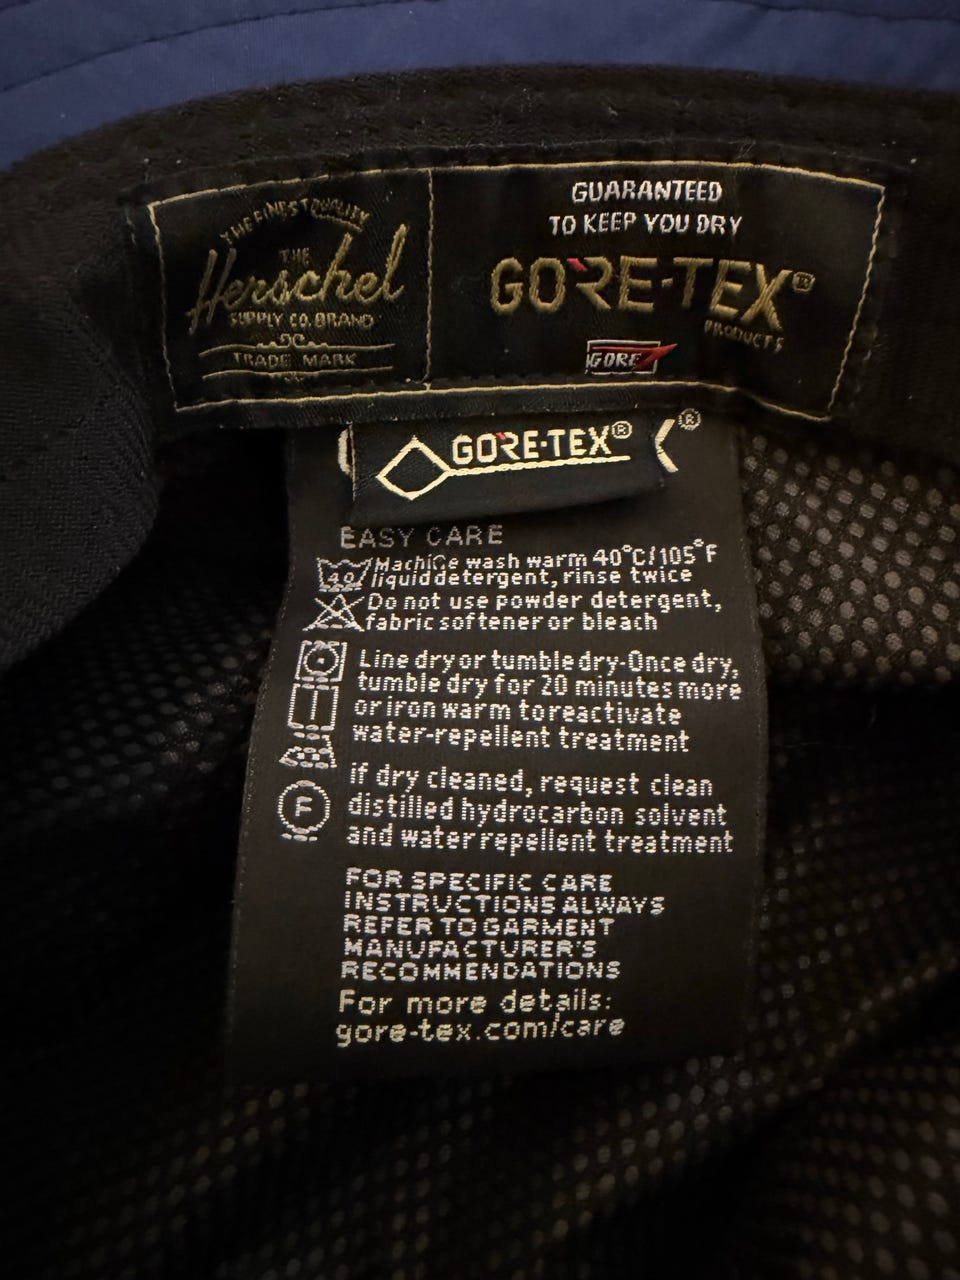 THE FINEST QUALITY
THE
Herschel
SUPPLY CO. BRAND
SC
TRADE MARK
GUARANTEED
TO KEEP YOU DRY
GORE-TEX®
PRODUCTS
GORE
GORE-TEX®
®
EASY CARE
40
Machine wash warm 40°C/105°F
liquid detergent, rinse twice
Do not use powder detergent,
fabric softener or bleach
Line dry or tumble dry-Once dry,
tumble dry for 20 minutes more
or iron warm to reactivate
water-repellent treatment
F
if dry cleaned, request clean
distilled hydrocarbon solvent
and water repellent treatment
FOR SPECIFIC CARE
INSTRUCTIONS ALWAYS
REFER TO GARMENT
MANUFACTURER'S
RECOMMENDATIONS
For more details:
gore-tex.com/care